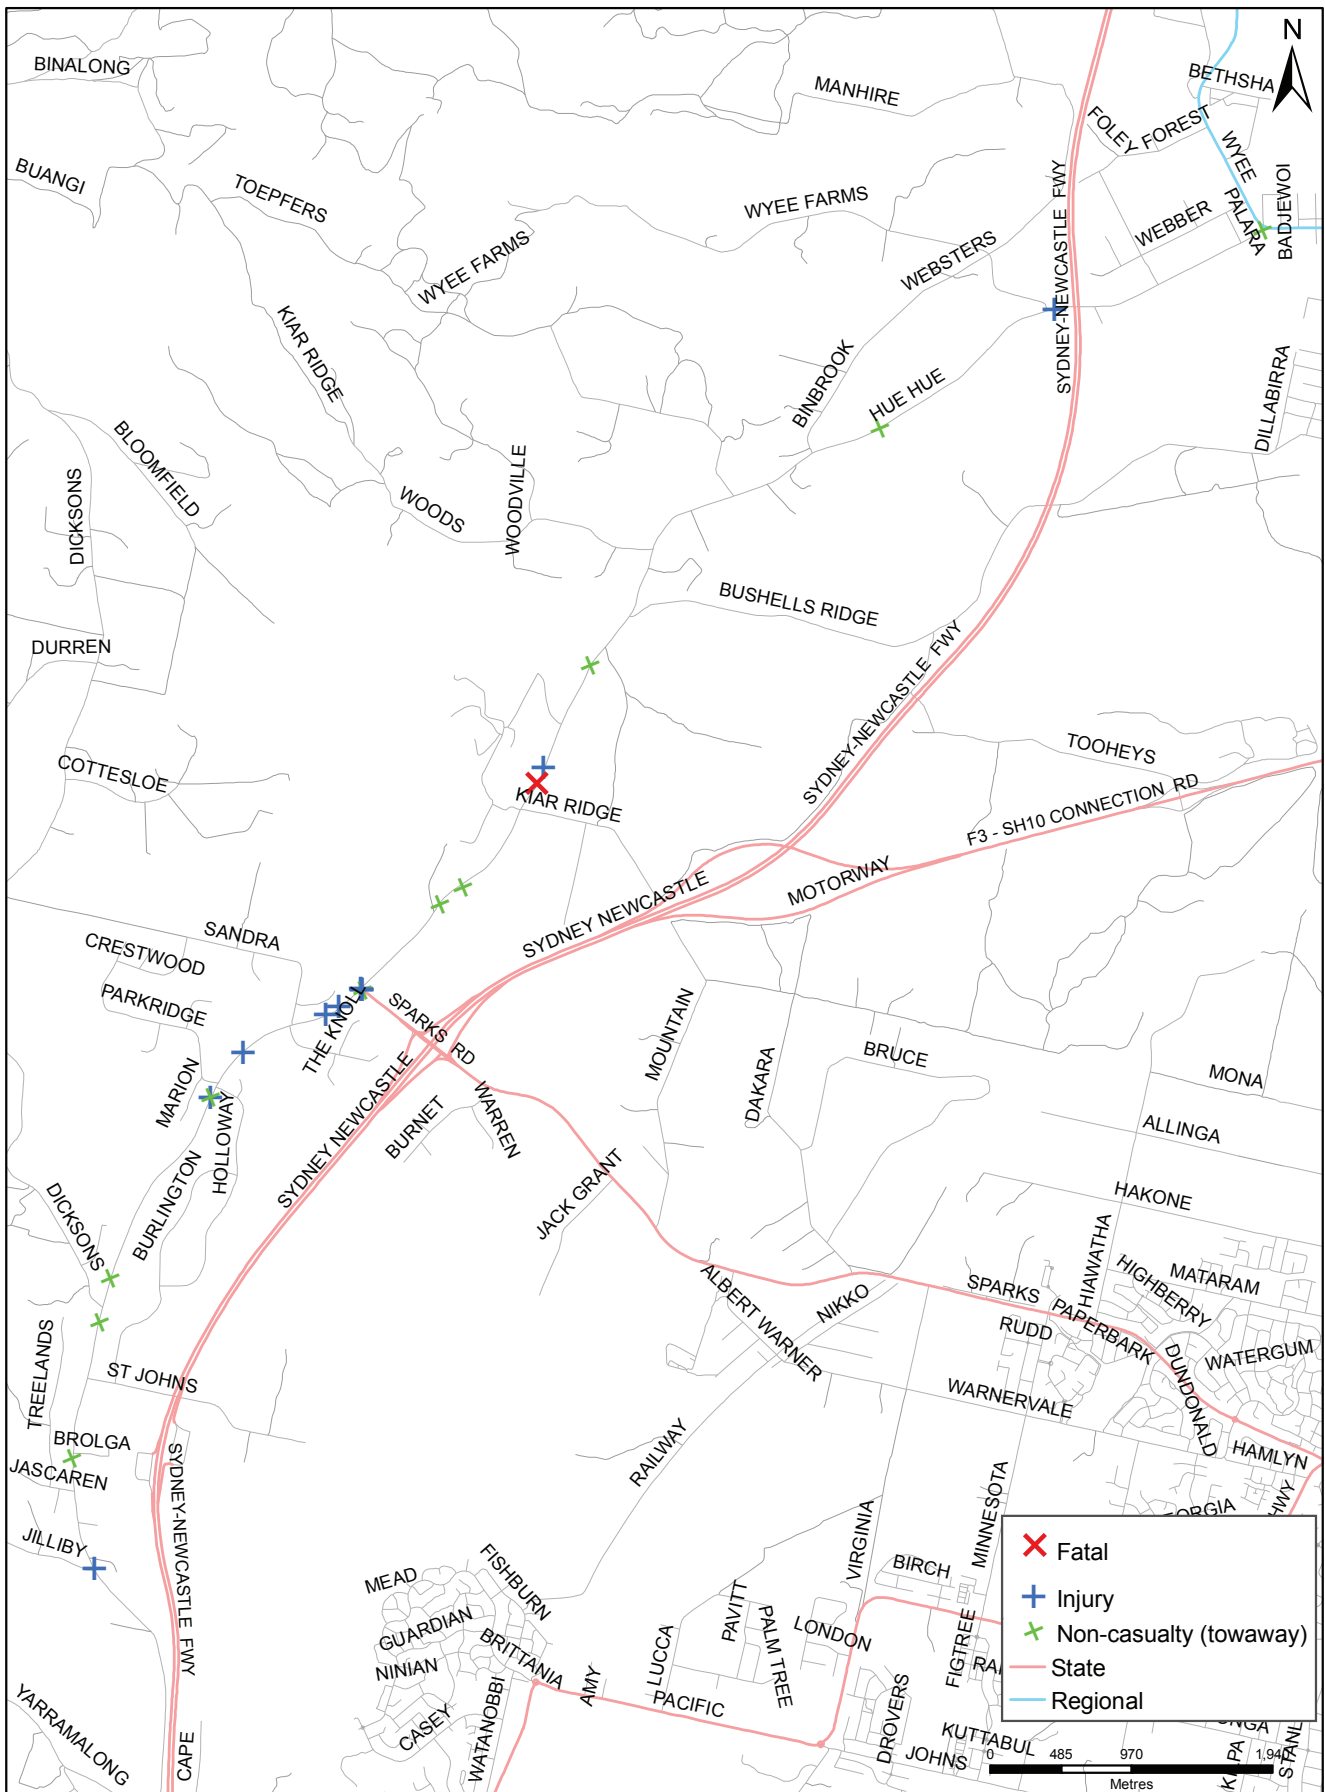 N
BINALONG
BETHSHA
MANHIRE
FOLEY
FOREST
BUANGI
TOEPFERS
WYEE
WYEE FARMS
SYDNEY-NEWCASTLE FWY
PALARA
BADJEWOI
WEBBER
WYEE FARMS
WEBSTERS
KIAR RIDGE
BINBROOK
HUE HUE
DILLABIRRA
BLOOMFIELD
DICKSONS
WOODS
WOODVILLE
BUSHELLS RIDGE
DURREN
SYDNEY-NEWCASTLE FWY
TOOHEYS
COTTESLOE
KIAR RIDGE
F3 - SH10 CONNECTION RD
MOTORWAY
SYDNEY NEWCASTLE
SANDRA
CRESTWOOD
PARKRIDGE
THE KNOLL
SPARKS RD
MOUNTAIN
DAKARA
BRUCE
MONA
MARION
HOLLOWAY
SYDNEY NEWCASTLE
BURNET
WARREN
ALLINGA
BURLINGTON
DICKSONS
JACK GRANT
HAKONE
HIAWATHA
ALBERT WARNER
NIKKO
SPARKS
PAPERBARK
HIGHBERRY
MATARAM
RUDD
TREELANDS
ST JOHNS
DUNDONALD
WATERGUM
WARNERVALE
BROLGA
JASCAREN
SYDNEY-NEWCASTLE FWY
RAILWAY
HAMLYN
HWY
JILLIBY
VIRGINIA
MINNESOTA
MEAD
FISHBURN
BIRCH
GUARDIAN
BRITTANIA
NINIAN
LUCCA
PAVITT
PALM TREE
LONDON
FIGTREE
YARRAMALONG
CAPE
CASEY
WATANOBBI
AMY
PACIFIC
DROVERS
KUTTABUL
JOHNS
Fatal
Injury
Non-casualty (towaway)
State
Regional
0 485 970 1,940
Metres